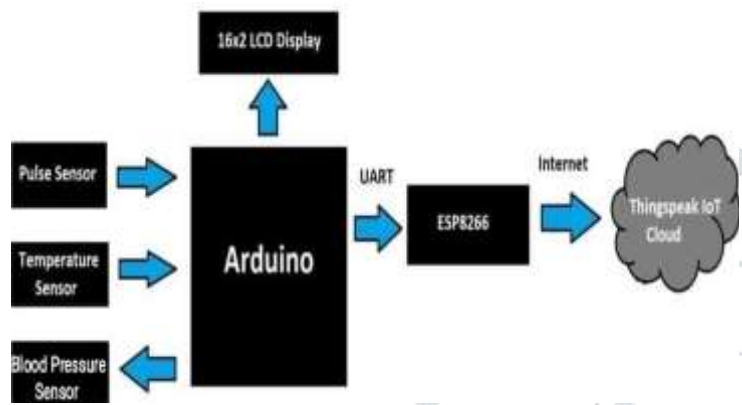 16x2 LCD Display
Pulse Sensor
UART
Internet
ESP8266
Thingspeak IoT
Cloud
Temperature
Sensor
Arduino
Blood Pressure
Sensor